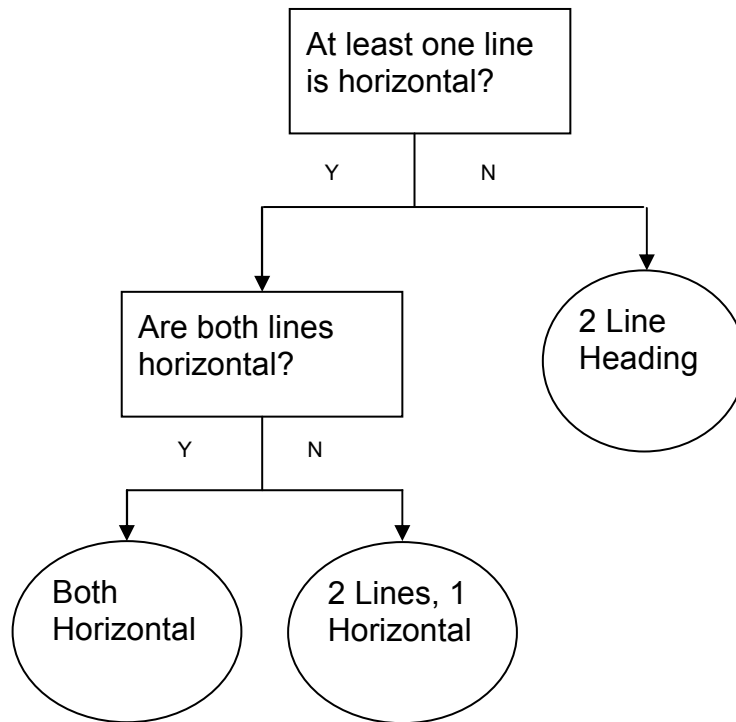 At least one line
is horizontal?
Y
N
Are both lines
horizontal?
2 Line
Heading
Y
N
Both
Horizontal
2 Lines, 1
Horizontal